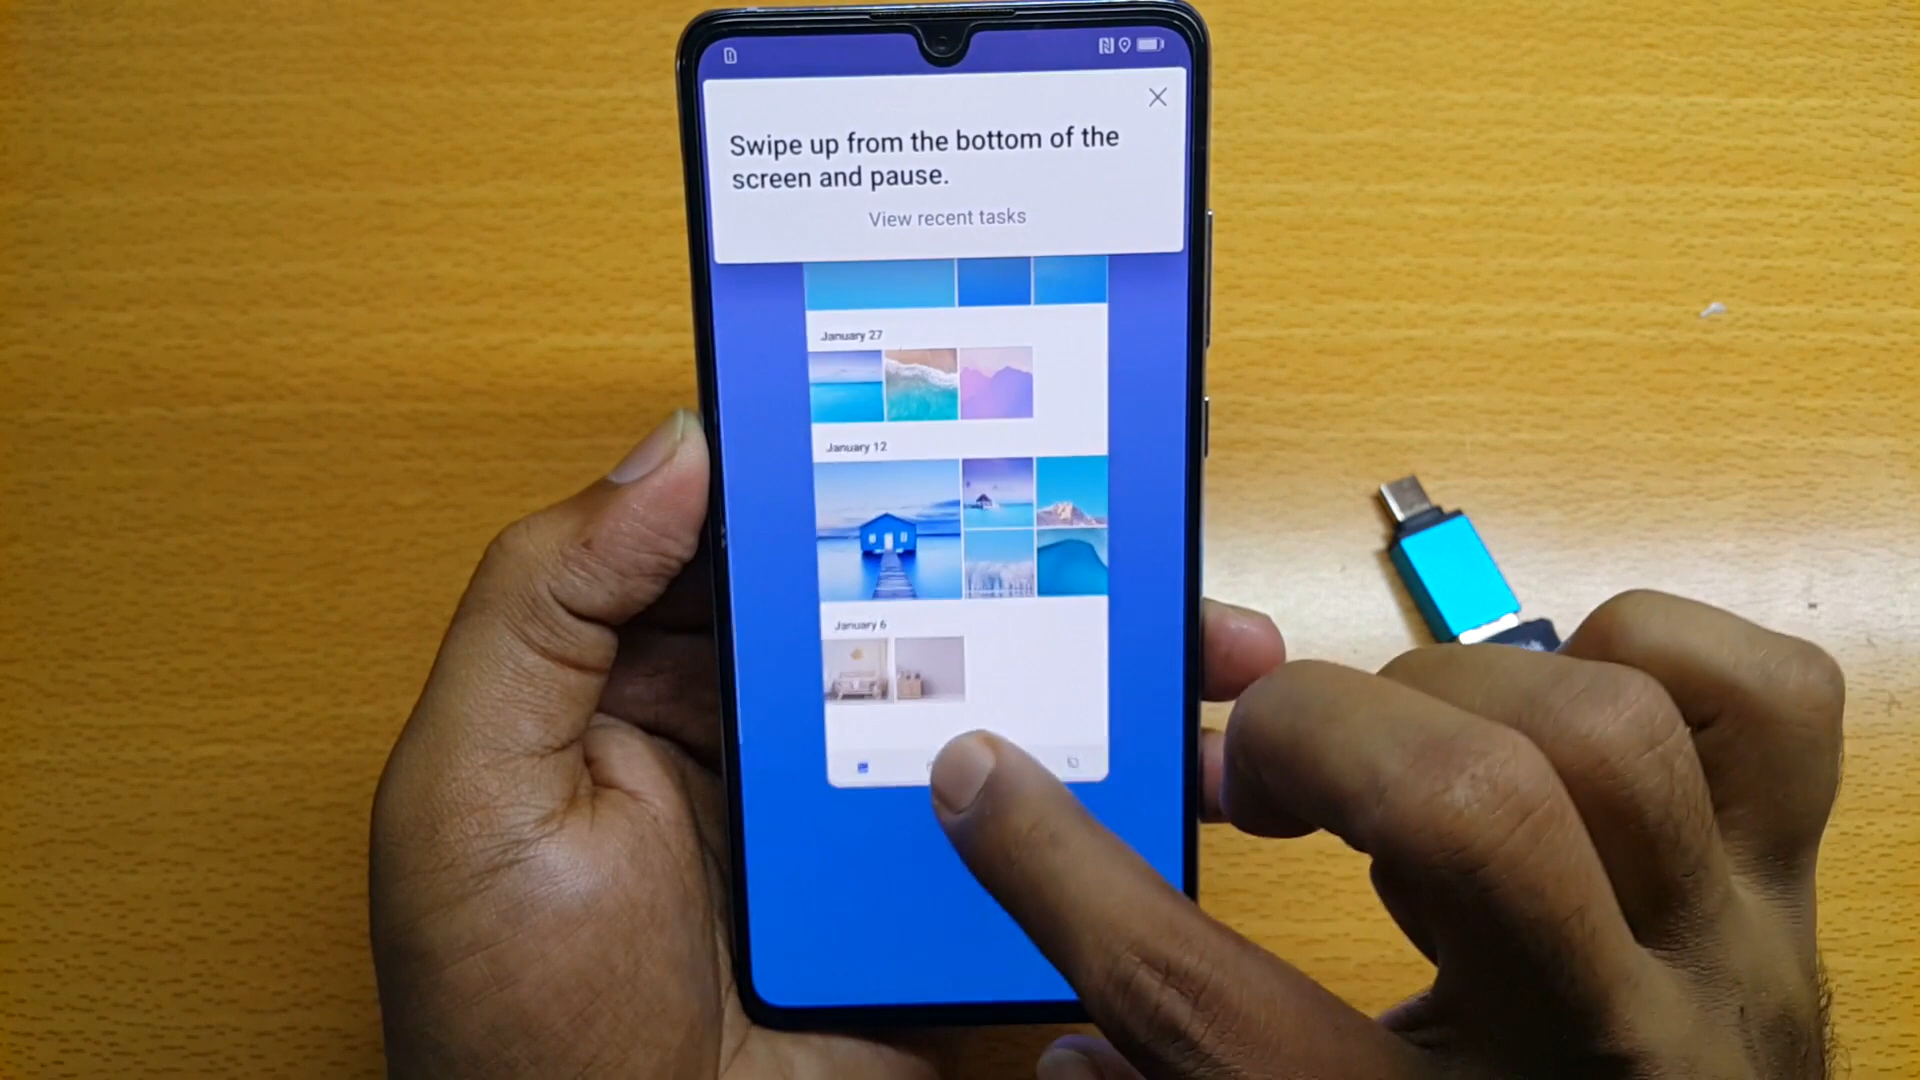 Swipe up from the bottom of the
screen and pause.
View recent tasks
January 27
January 12
January 6